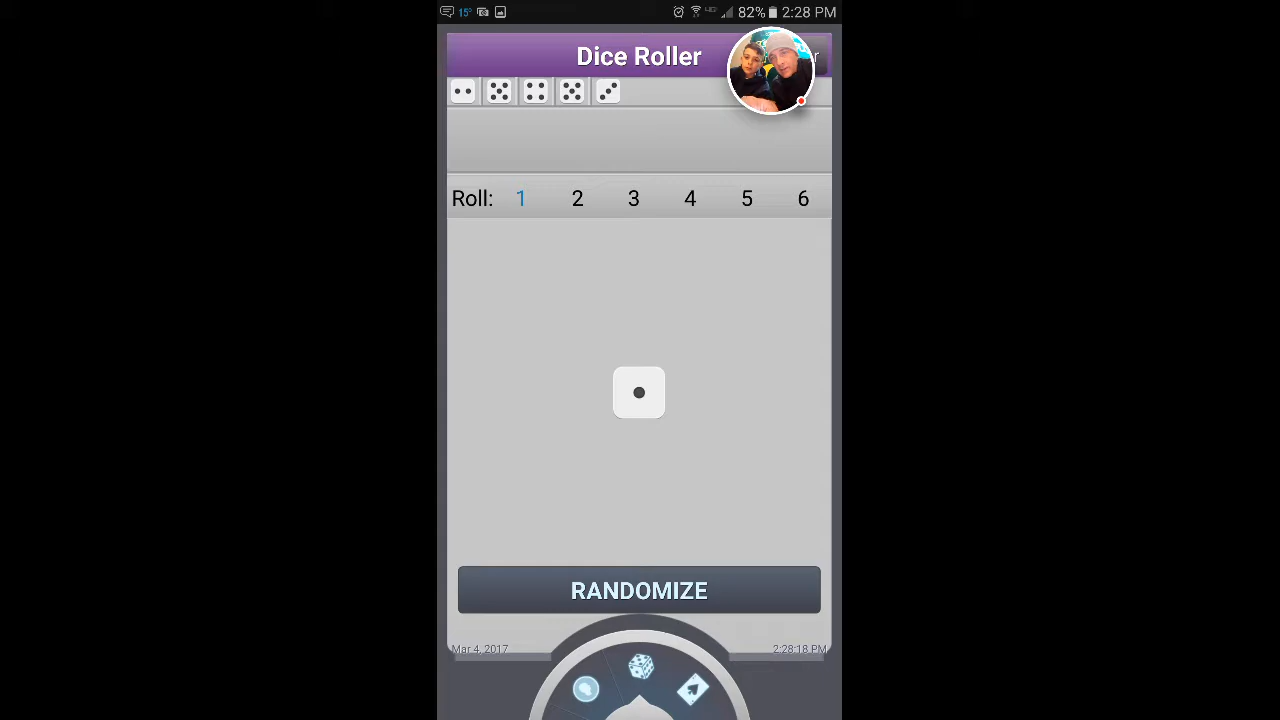 15° 82% 2:28 PM
Dice Roller
Roll: 1 2 3 4 5 6
RANDOMIZE
Mar 4, 2017 2:28:18 PM